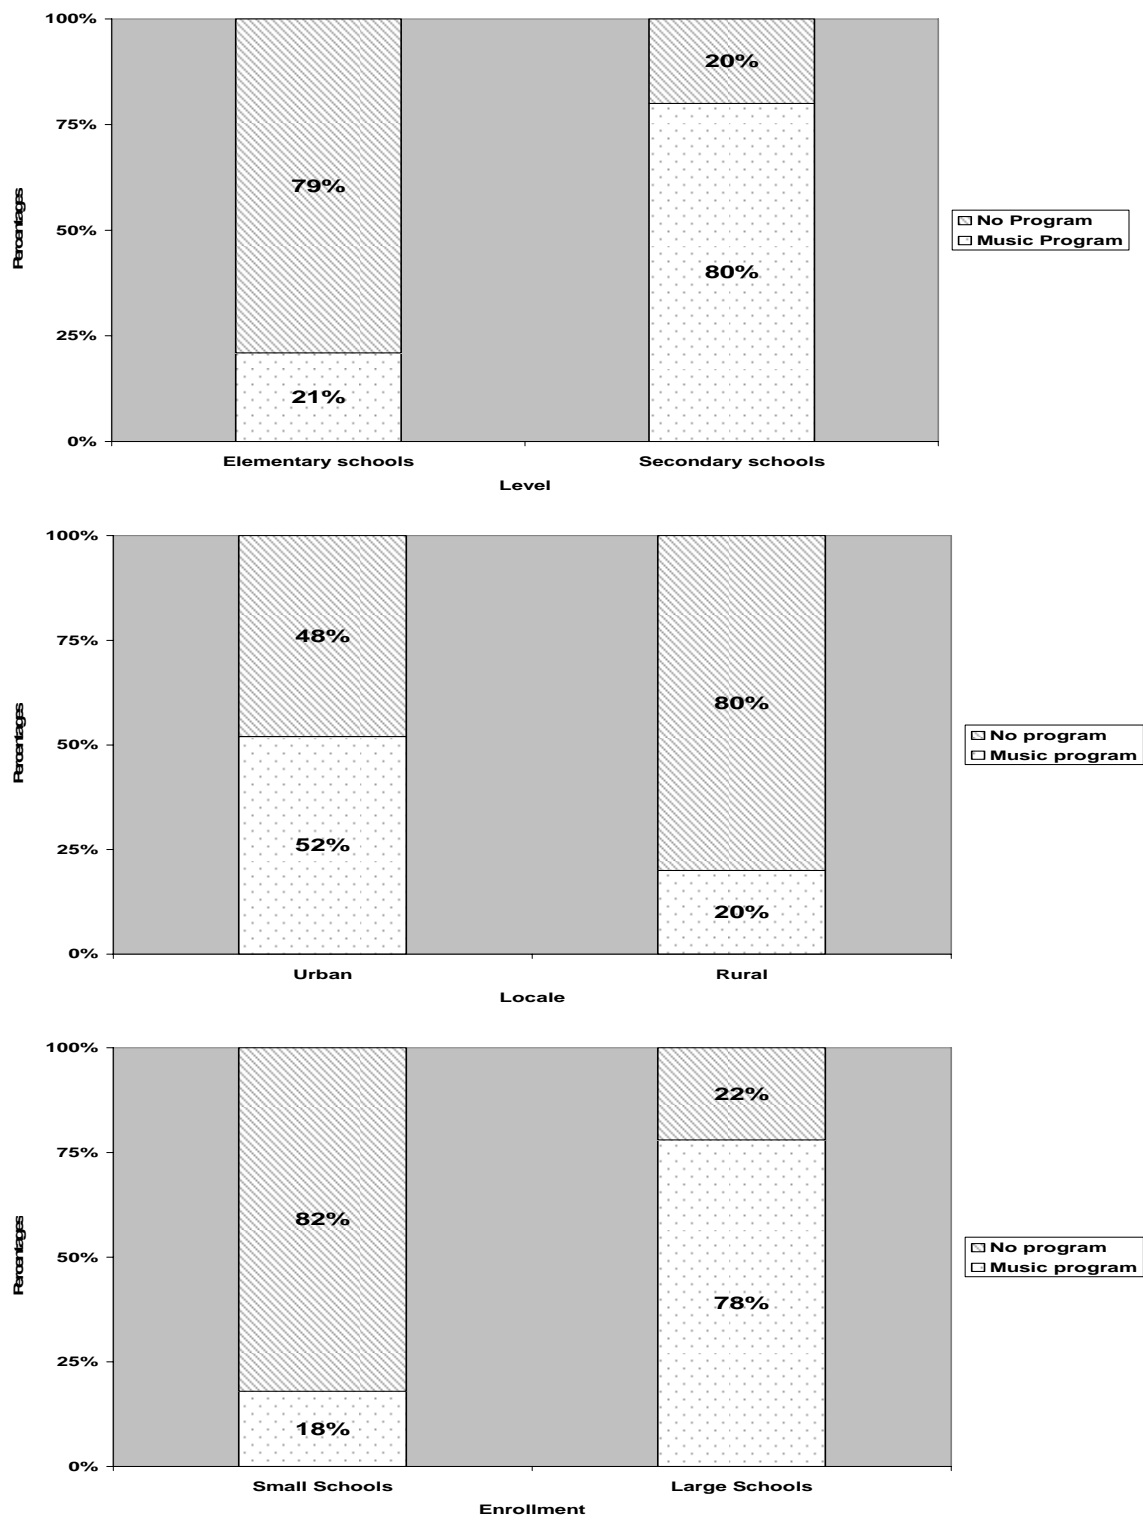 100%
20%
75%
79%
Percentages
50%
No Program
Music Program
80%
25%
21%
0%
Elementary schools
Secondary schools
Level
100%
48%
75%
80%
Percentages
50%
No program
Music program
52%
25%
20%
0%
Urban
Rural
Locale
100%
22%
75%
82%
Percentages
50%
No program
Music program
78%
25%
18%
0%
Small Schools
Large Schools
Enrollment